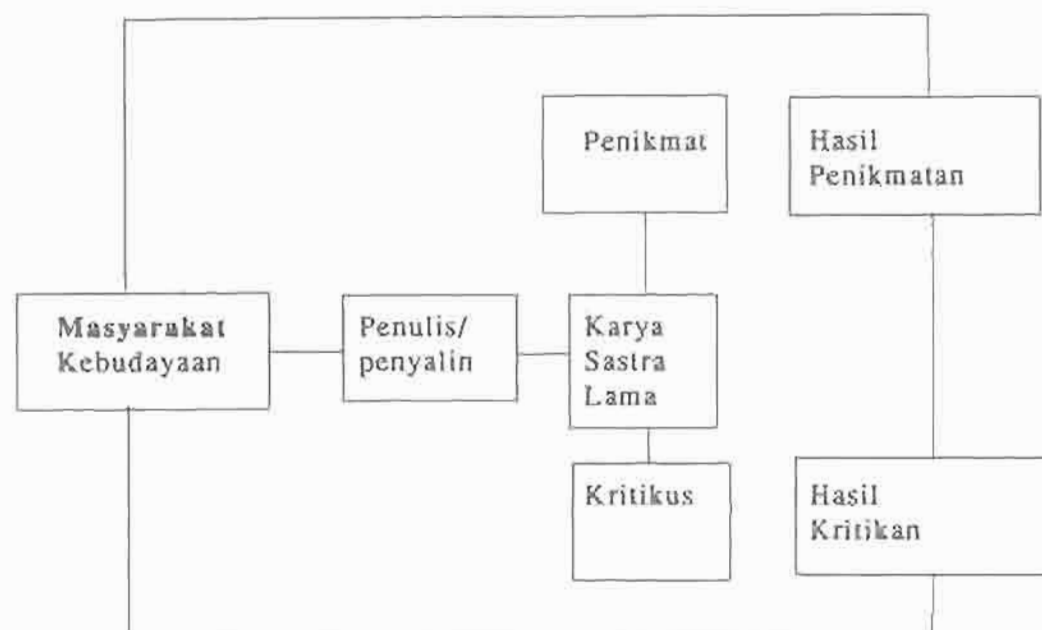 Penikmat
Hasil
Penikmatan
Masyarakat
Kebudayaan
Penulis/
penyalin
Karya
Sastra
Lama
Kritikus
Hasil
Kritikan